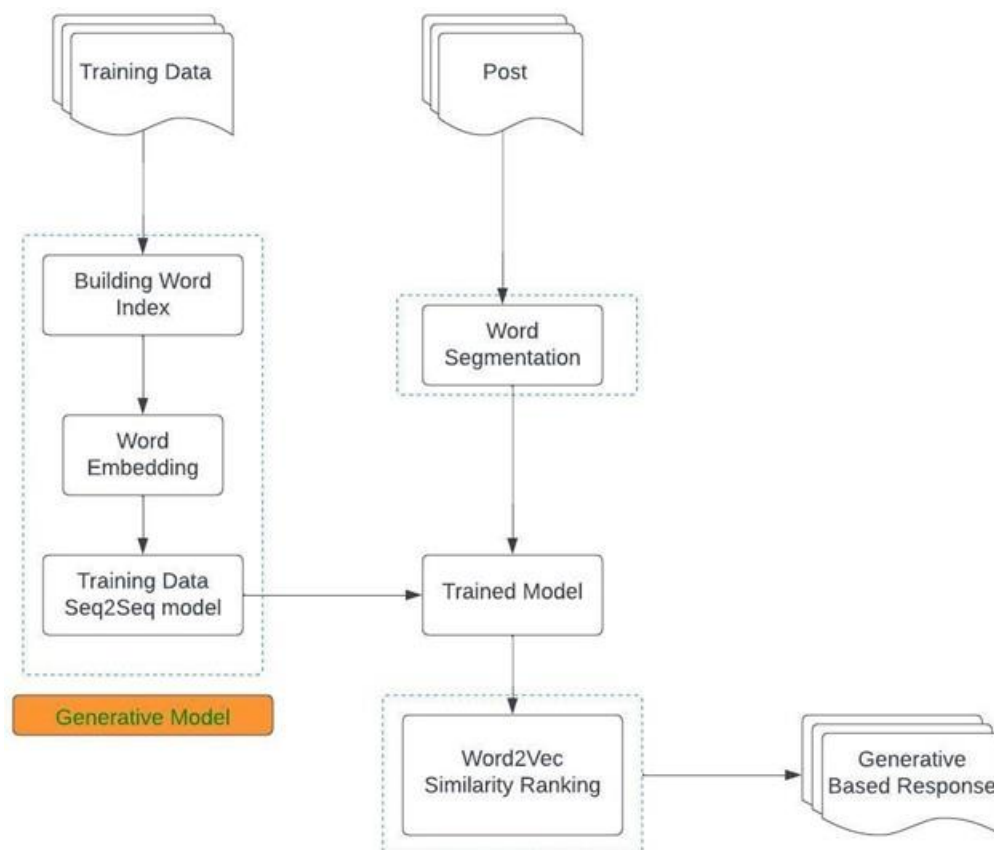 Training Data
Post
Building Word
Index
Word
Segmentation
Word
Embedding
Training Data
Seq2Seq model
Trained Model
Generative Model
Word2Vec
Similarity Ranking
Generative
Based Response